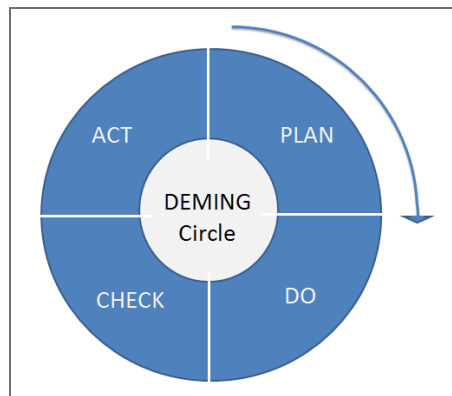 ACT
PLAN
DEMING
Circle
CHECK
DO